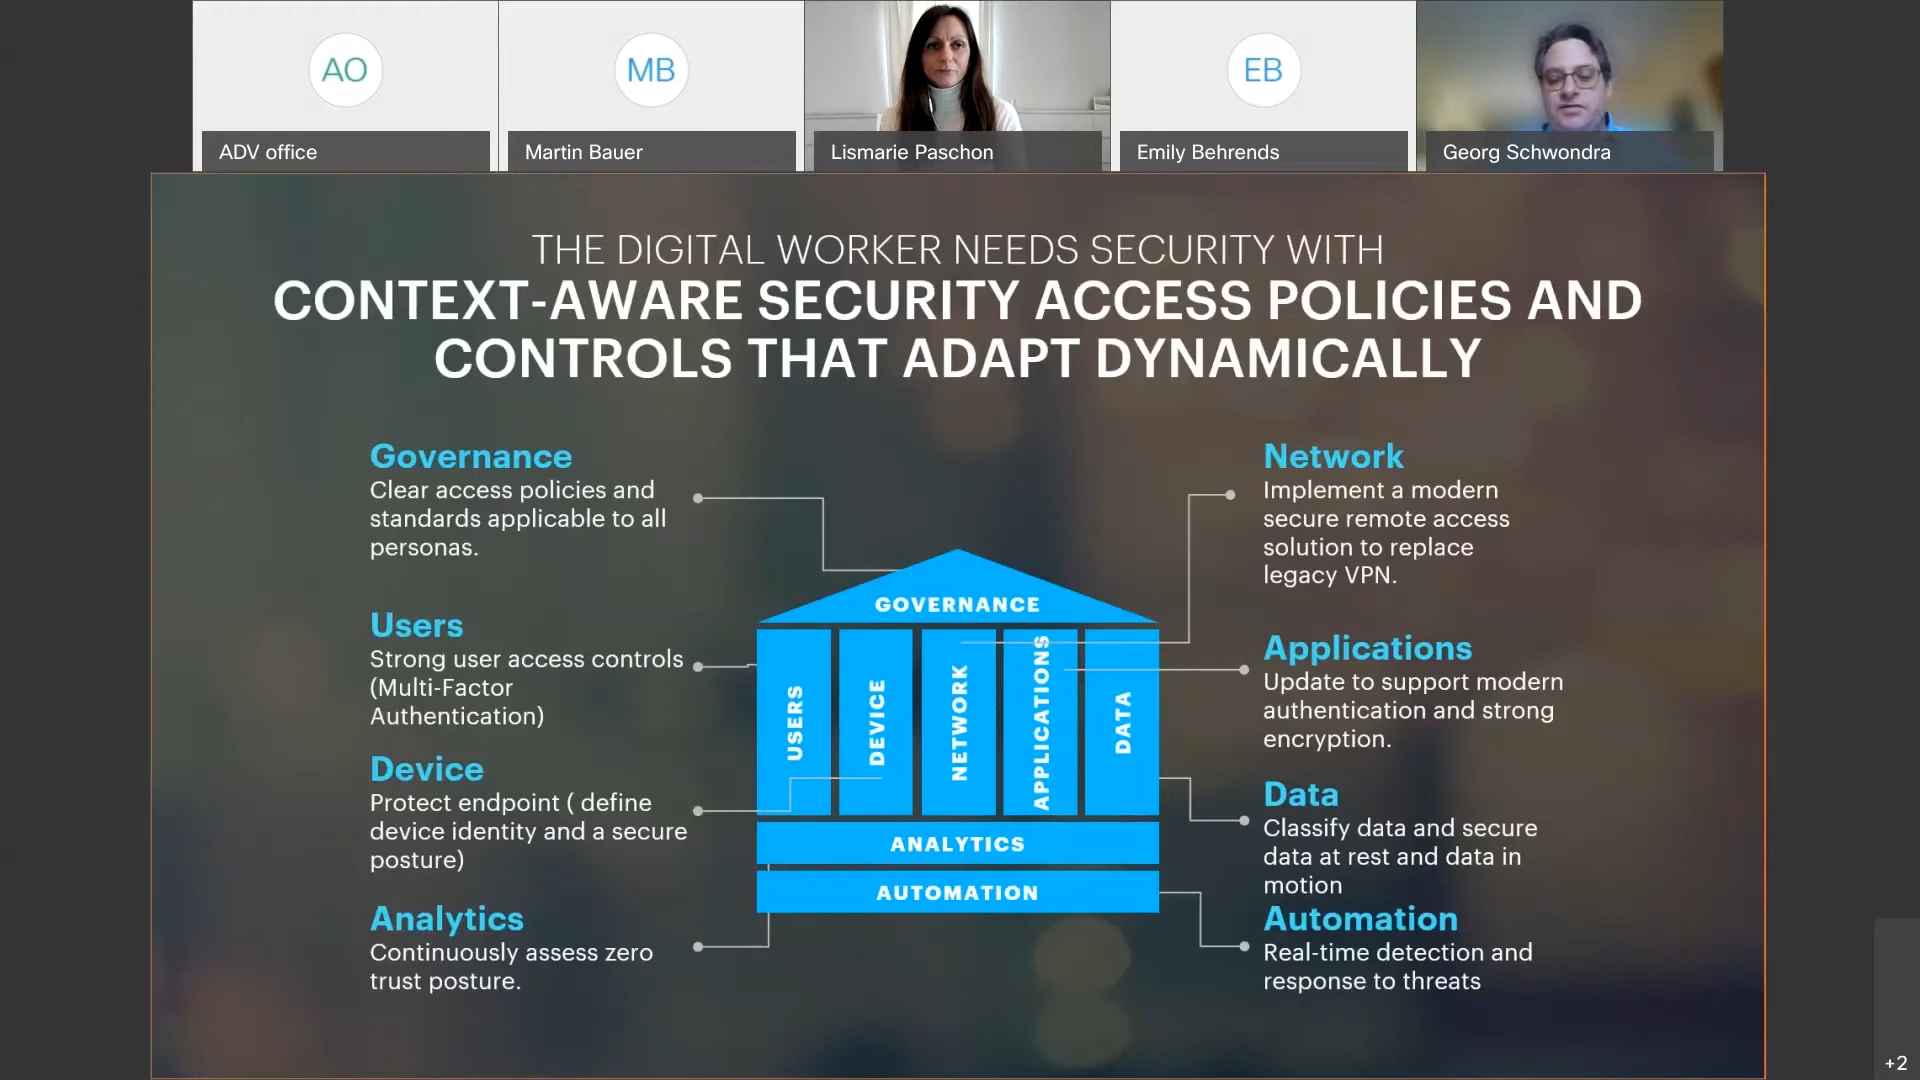 AO
MB
EB
ADV office
Martin Bauer
Lismarie Paschon
Emily Behrends
Georg Schwondra
THE DIGITAL WORKER NEEDS SECURITY WITH
CONTEXT-AWARE SECURITY ACCESS POLICIES AND
CONTROLS THAT ADAPT DYNAMICALLY
Governance
Clear access policies and
standards applicable to all
personas.
Users
Strong user access controls
(Multi-Factor
Authentication)
Device
Protect endpoint ( define
device identity and a secure
posture)
Analytics
Continuously assess zero
trust posture.
GOVERNANCE
USERS
DEVICE
NETWORK
APPLICATIONS
DATA
ANALYTICS
AUTOMATION
Network
Implement a modern
secure remote access
solution to replace
legacy VPN.
Applications
Update to support modern
authentication and strong
encryption.
Data
Classify data and secure
data at rest and data in
motion
Automation
Real-time detection and
response to threats
+2